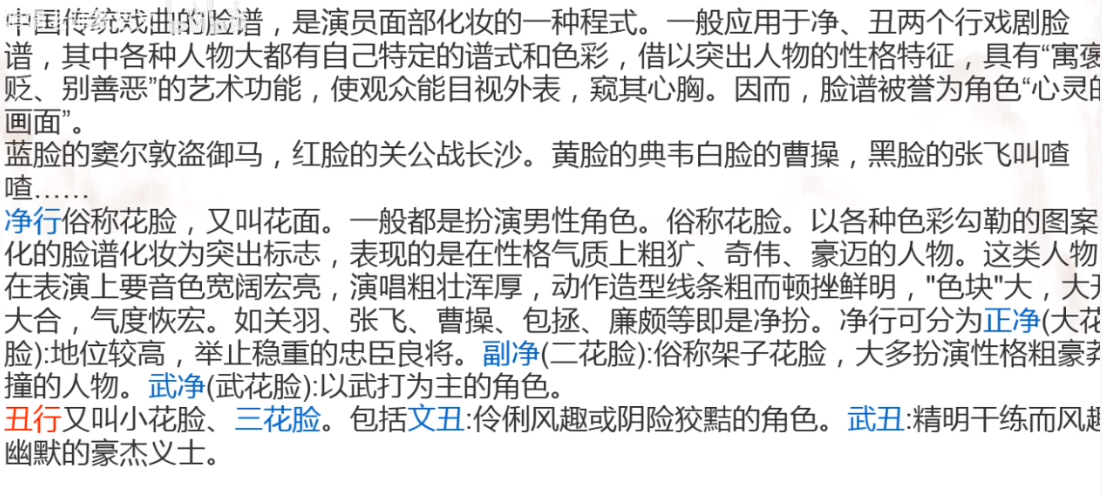 中国传统戏曲的脸谱，是演员面部化妆的一种程式。一般应用于净、丑两个行戏剧脸
谱，其中各种人物大都有自己特定的谱式和色彩，借以突出人物的性格特征，具有“寓褒
贬、别善恶”的艺术功能，使观众能目视外表，窥其心胸。因而，脸谱被誉为角色“心灵的
画面”。
蓝脸的窦尔敦盗御马，红脸的关公战长沙。黄脸的典韦白脸的曹操，黑脸的张飞叫喳
喳……
净行俗称花脸，又叫花面。一般都是扮演男性角色。俗称花脸。以各种色彩勾勒的图案
化的脸谱化妆为突出标志，表现的是在性格气质上粗犷、奇伟、豪迈的人物。这类人物
在表演上要音色宽阔宏亮，演唱粗壮浑厚，动作造型线条粗而顿挫鲜明，"色块"大，大开
大合，气度恢宏。如关羽、张飞、曹操、包拯、廉颇等即是净扮。净行可分为正净(大花
脸):地位较高，举止稳重的忠臣良将。副净(二花脸):俗称架子花脸，大多扮演性格粗豪莽
撞的人物。武净(武花脸):以武打为主的角色。
丑行又叫小花脸、三花脸。包括文丑:伶俐风趣或阴险狡黠的角色。武丑:精明干练而风趣
幽默的豪杰义士。